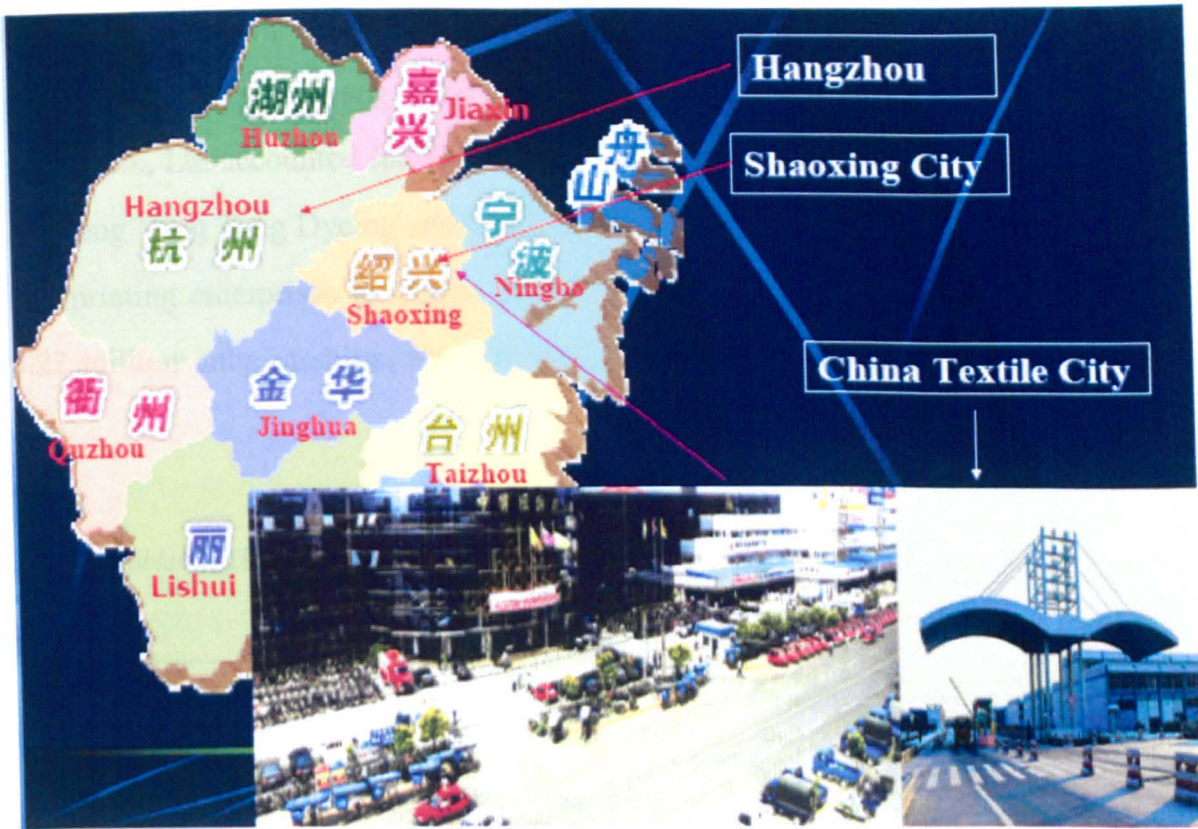 湖州
Huzhou
嘉兴
Jiaxin
Hangzhou
Shaoxing City
舟山
Hangzhou
杭州
宁波
Ningbo
绍兴
Shaoxing
China Textile City
衢州
Quzhou
金华
Jinghua
台州
Taizhou
丽
Lishui